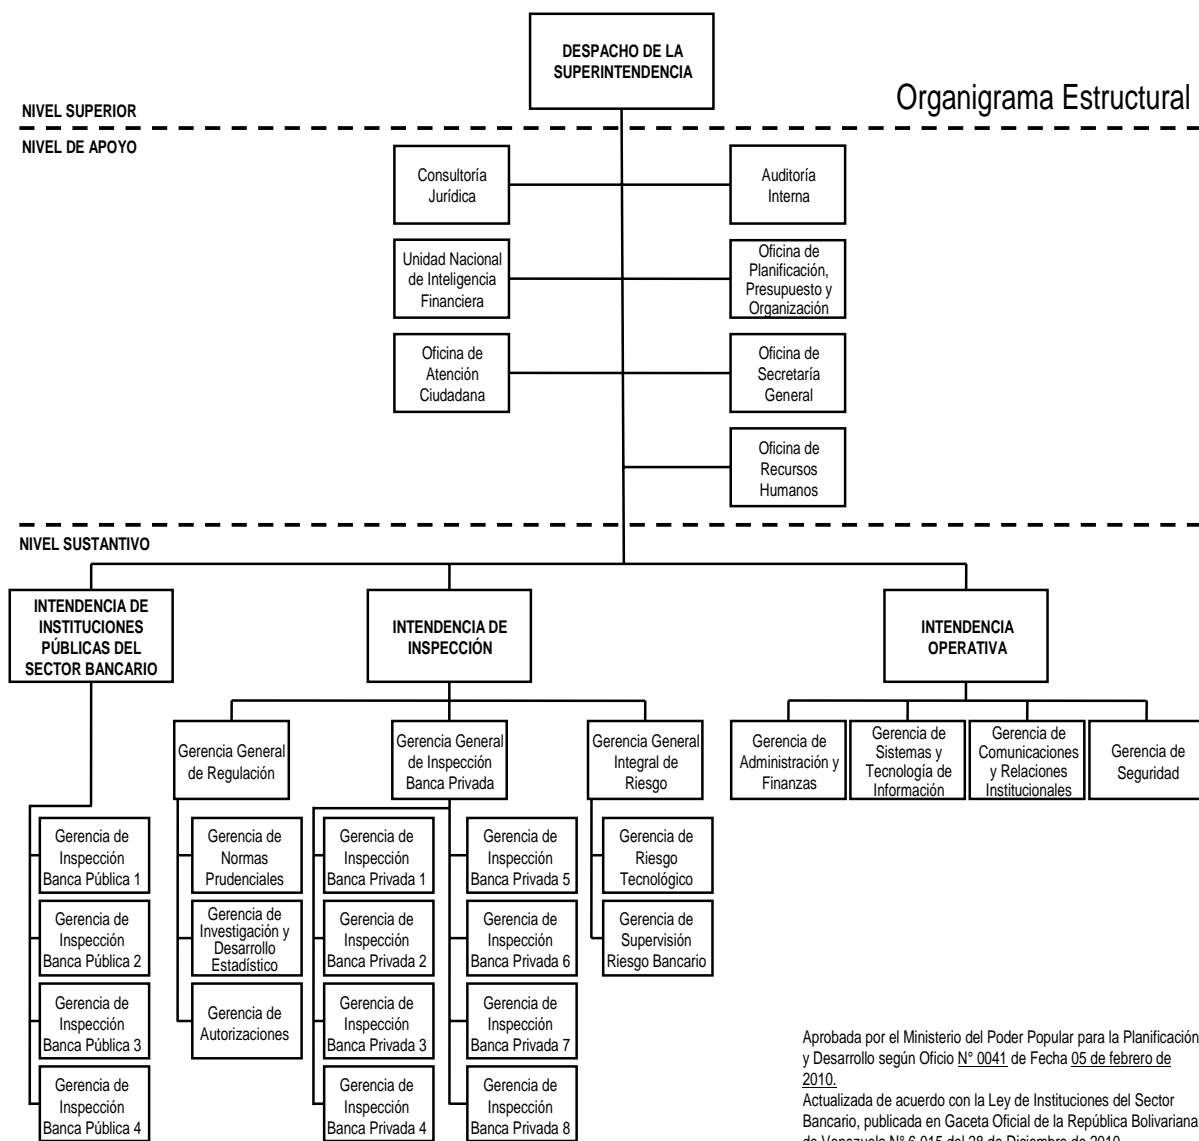 DESPACHO DE LA
SUPERINTENDENCIA
Organigrama Estructural
NIVEL SUPERIOR
NIVEL DE APOYO
Consultoría
Jurídica
Auditoría
Interna
Unidad Nacional
de Inteligencia
Financiera
Oficina de
Planificación,
Presupuesto y
Organización
Oficina de
Atención
Ciudadana
Oficina de
Secretaría
General
Oficina de
Recursos
Humanos
NIVEL SUSTANTIVO
INTENDENCIA DE
INSTITUCIONES
PÚBLICAS DEL
SECTOR BANCARIO
INTENDENCIA DE
INSPECCIÓN
INTENDENCIA
OPERATIVA
Gerencia General
de Regulación
Gerencia General
de Inspección
Banca Privada
Gerencia General
Integral de
Riesgo
Gerencia de
Administración y
Finanzas
Gerencia de
Sistemas y
Tecnología de
Información
Gerencia de
Comunicaciones
y Relaciones
Institucionales
Gerencia de
Seguridad
Gerencia de
Inspección
Banca Pública 1
Gerencia de
Normas
Prudenciales
Gerencia de
Inspección
Banca Privada 1
Gerencia de
Inspección
Banca Privada 5
Gerencia de
Riesgo
Tecnológico
Gerencia de
Inspección
Banca Pública 2
Gerencia de
Investigación y
Desarrollo
Estadístico
Gerencia de
Inspección
Banca Privada 2
Gerencia de
Inspección
Banca Privada 6
Gerencia de
Supervisión
Riesgo Bancario
Gerencia de
Inspección
Banca Pública 3
Gerencia de
Autorizaciones
Gerencia de
Inspección
Banca Privada 3
Gerencia de
Inspección
Banca Privada 7
Gerencia de
Inspección
Banca Pública 4
Gerencia de
Inspección
Banca Privada 4
Gerencia de
Inspección
Banca Privada 8
Aprobada por el Ministerio del Poder Popular para la Planificación
y Desarrollo según Oficio N° 0041 de Fecha 05 de febrero de
2010.
Actualizada de acuerdo con la Ley de Instituciones del Sector
Bancario, publicada en Gaceta Oficial de la República Bolivariana
de Venezuela N° 6.015 del 28 de Diciembre de 2010